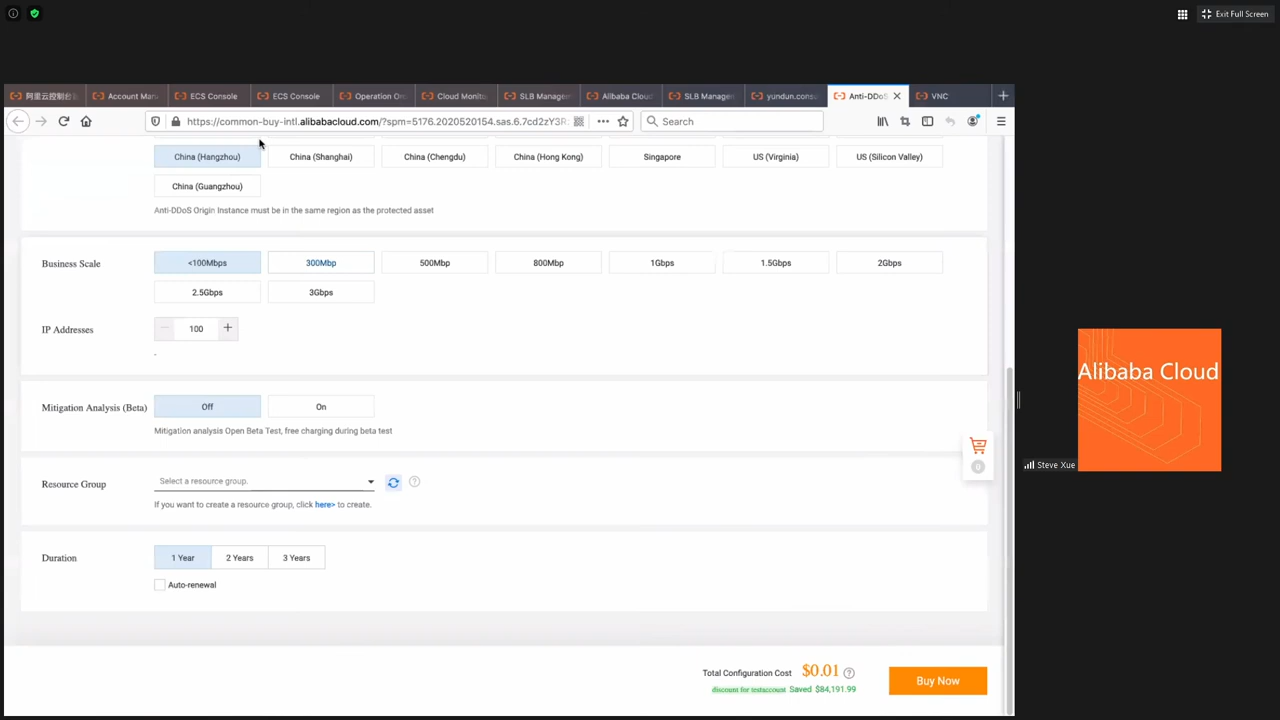 Exit Full Screen
阿里云控制台
Account Man
ECS Console
ECS Console
Operation Or
Cloud Monito
SLB Manage
Alibaba Clou
SLB Manage
yundun.cons
Anti-DDoS
VNC
https://common-buy-intl.alibabacloud.com/?spm=5176.2020520154.sas.6.7cd2zY3R
Search
China (Hangzhou)
China (Shanghai)
China (Chengdu)
China (Hong Kong)
Singapore
US (Virginia)
US (Silicon Valley)
China (Guangzhou)
Anti-DDoS Origin Instance must be in the same region as the protected asset
Business Scale
<100Mbps
300Mbp
500Mbp
800Mbp
1Gbps
1.5Gbps
2Gbps
2.5Gbps
3Gbps
IP Addresses
100
-
Mitigation Analysis (Beta)
Off
On
Mitigation analysis Open Beta Test, free charging during beta test
0
Alibaba Cloud
Steve Xue
Resource Group
Select a resource group.
If you want to create a resource group, click here> to create.
Duration
1 Year
2 Years
3 Years
Auto-renewal
Total Configuration Cost $0.01
discount for testaccount Saved $84,191.99
Buy Now